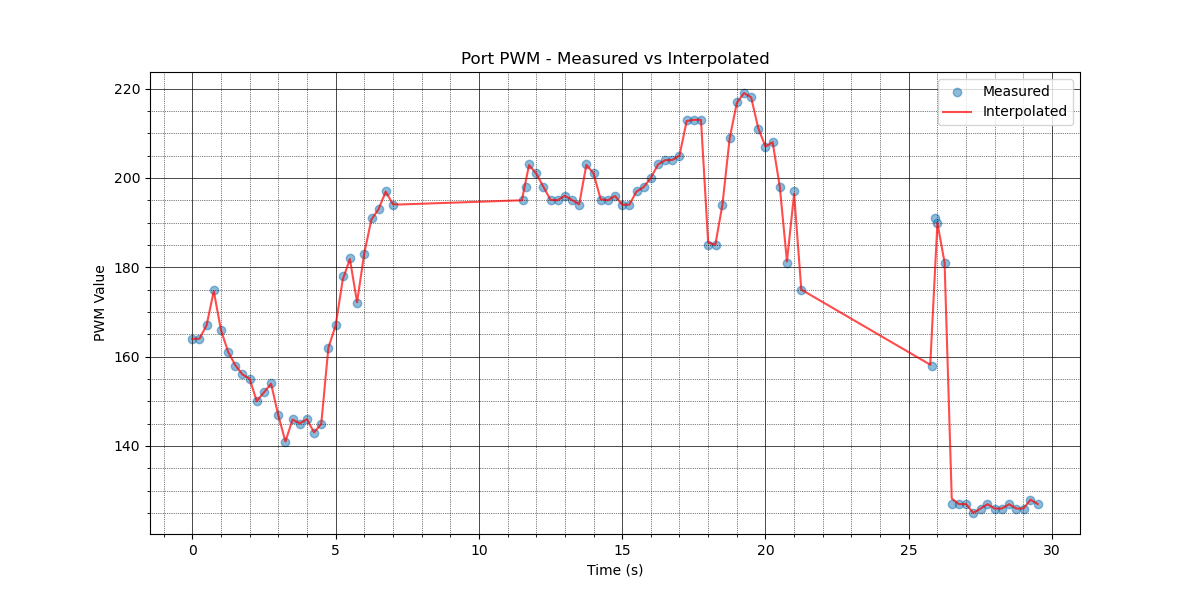 Port PWM - Measured vs Interpolated
Measured
Interpolated
PWM Value
220
200
180
160
140
0 5 10 15 20 25 30
Time (s)